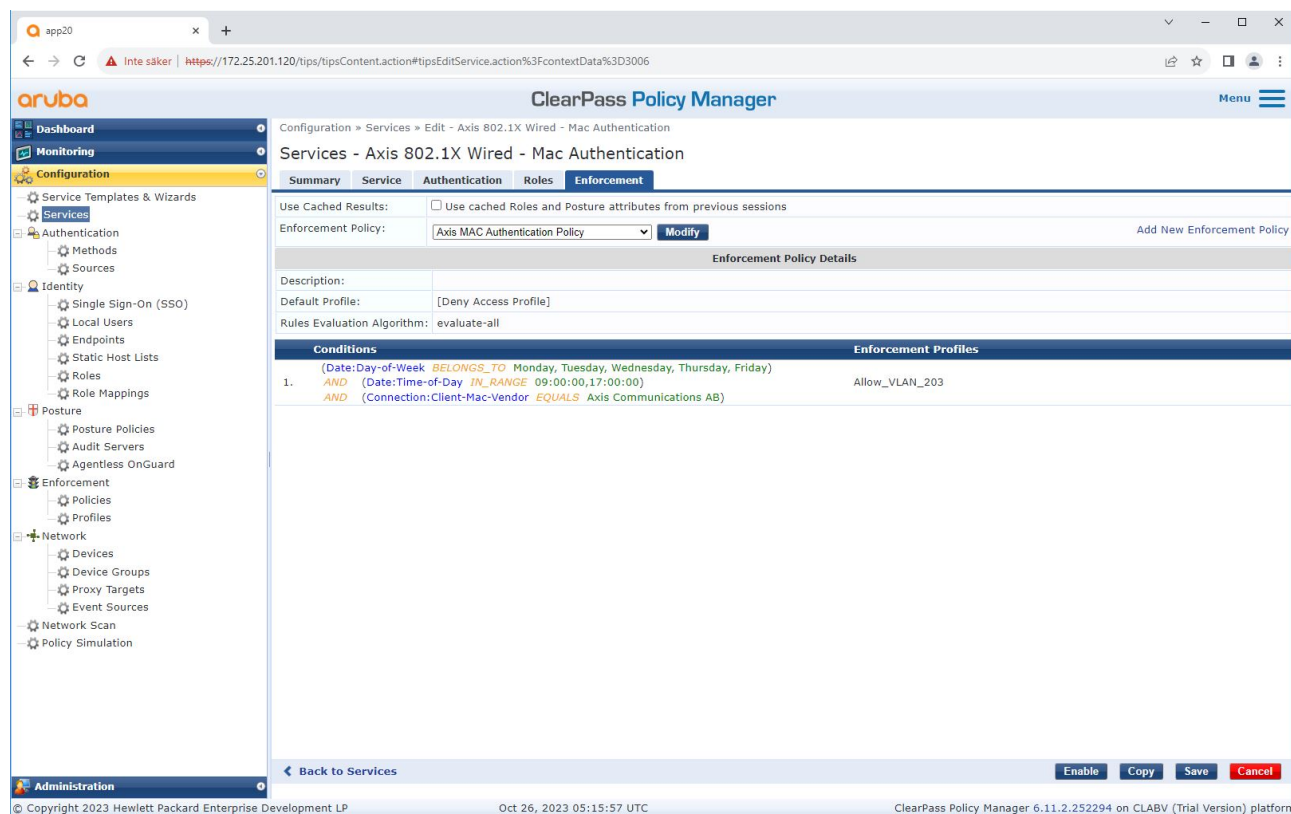 app20
Inte säker | https://172.25.201.120/tips/tipsContent.action#tipsEditService.action%3FcontextData%3D3006
aruba
ClearPass Policy Manager
Menu
Dashboard
Monitoring
Configuration
Service Templates & Wizards
Services
Authentication
Methods
Sources
Identity
Single Sign-On (SSO)
Local Users
Endpoints
Static Host Lists
Roles
Role Mappings
Posture
Posture Policies
Audit Servers
Agentless OnGuard
Enforcement
Policies
Profiles
Network
Devices
Device Groups
Proxy Targets
Event Sources
Network Scan
Policy Simulation
Administration
Configuration » Services » Edit - Axis 802.1X Wired - Mac Authentication
Services - Axis 802.1X Wired - Mac Authentication
Summary Service Authentication Roles Enforcement
Use Cached Results: Use cached Roles and Posture attributes from previous sessions
Enforcement Policy: Axis MAC Authentication Policy Modify Add New Enforcement Policy
Enforcement Policy Details
Description:
Default Profile: [Deny Access Profile]
Rules Evaluation Algorithm: evaluate-all
Conditions Enforcement Profiles
(Date:Day-of-Week BELONGS_TO Monday, Tuesday, Wednesday, Thursday, Friday)
1. AND (Date:Time-of-Day IN_RANGE 09:00:00,17:00:00) Allow_VLAN_203
AND (Connection:Client-Mac-Vendor EQUALS Axis Communications AB)
Back to Services Enable Copy Save Cancel
© Copyright 2023 Hewlett Packard Enterprise Development LP Oct 26, 2023 05:15:57 UTC ClearPass Policy Manager 6.11.2.252294 on CLABV (Trial Version) platform